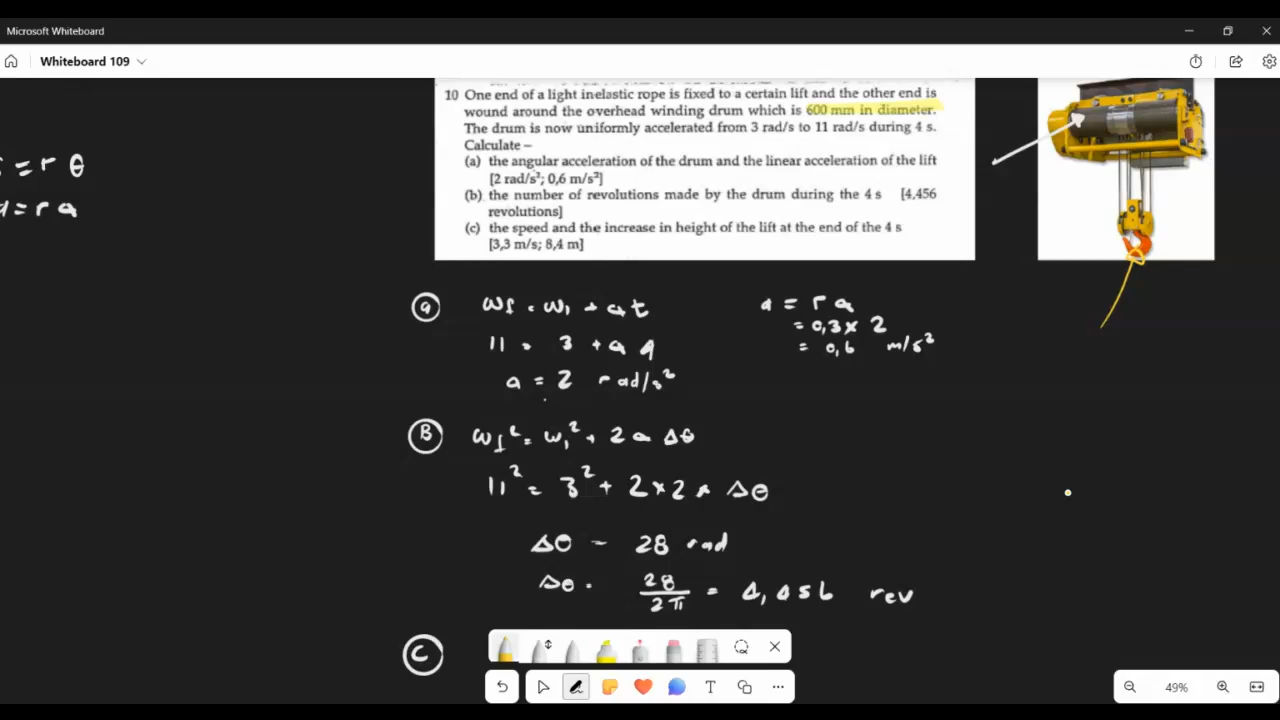 Microsoft Whiteboard
Whiteboard 109
10 One end of a light inelastic rope is fixed to a certain lift and the other end is
wound around the overhead winding drum which is 600 mm in diameter.
The drum is now uniformly accelerated from 3 rad/s to 11 rad/s during 4 s.
Calculate –
(a) the angular acceleration of the drum and the linear acceleration of the lift
[2 rad/s²; 0,6 m/s²]
(b) the number of revolutions made by the drum during the 4 s [4,456
revolutions]
(c) the speed and the increase in height of the lift at the end of the 4 s
[3,3 m/s; 8,4 m]
= r θ
= r α
a
ωf = ω1 + αt
11 = 3 + α 4
α = 2 rad/s²
a = r α
= 0,3 × 2
= 0,6 m/s²
B
ωf² = ω1² + 2 α Δθ
11² = 3² + 2 × 2 × Δθ
Δθ = 28 rad
Δθ = 28/2π = 4,456 rev
C
49%